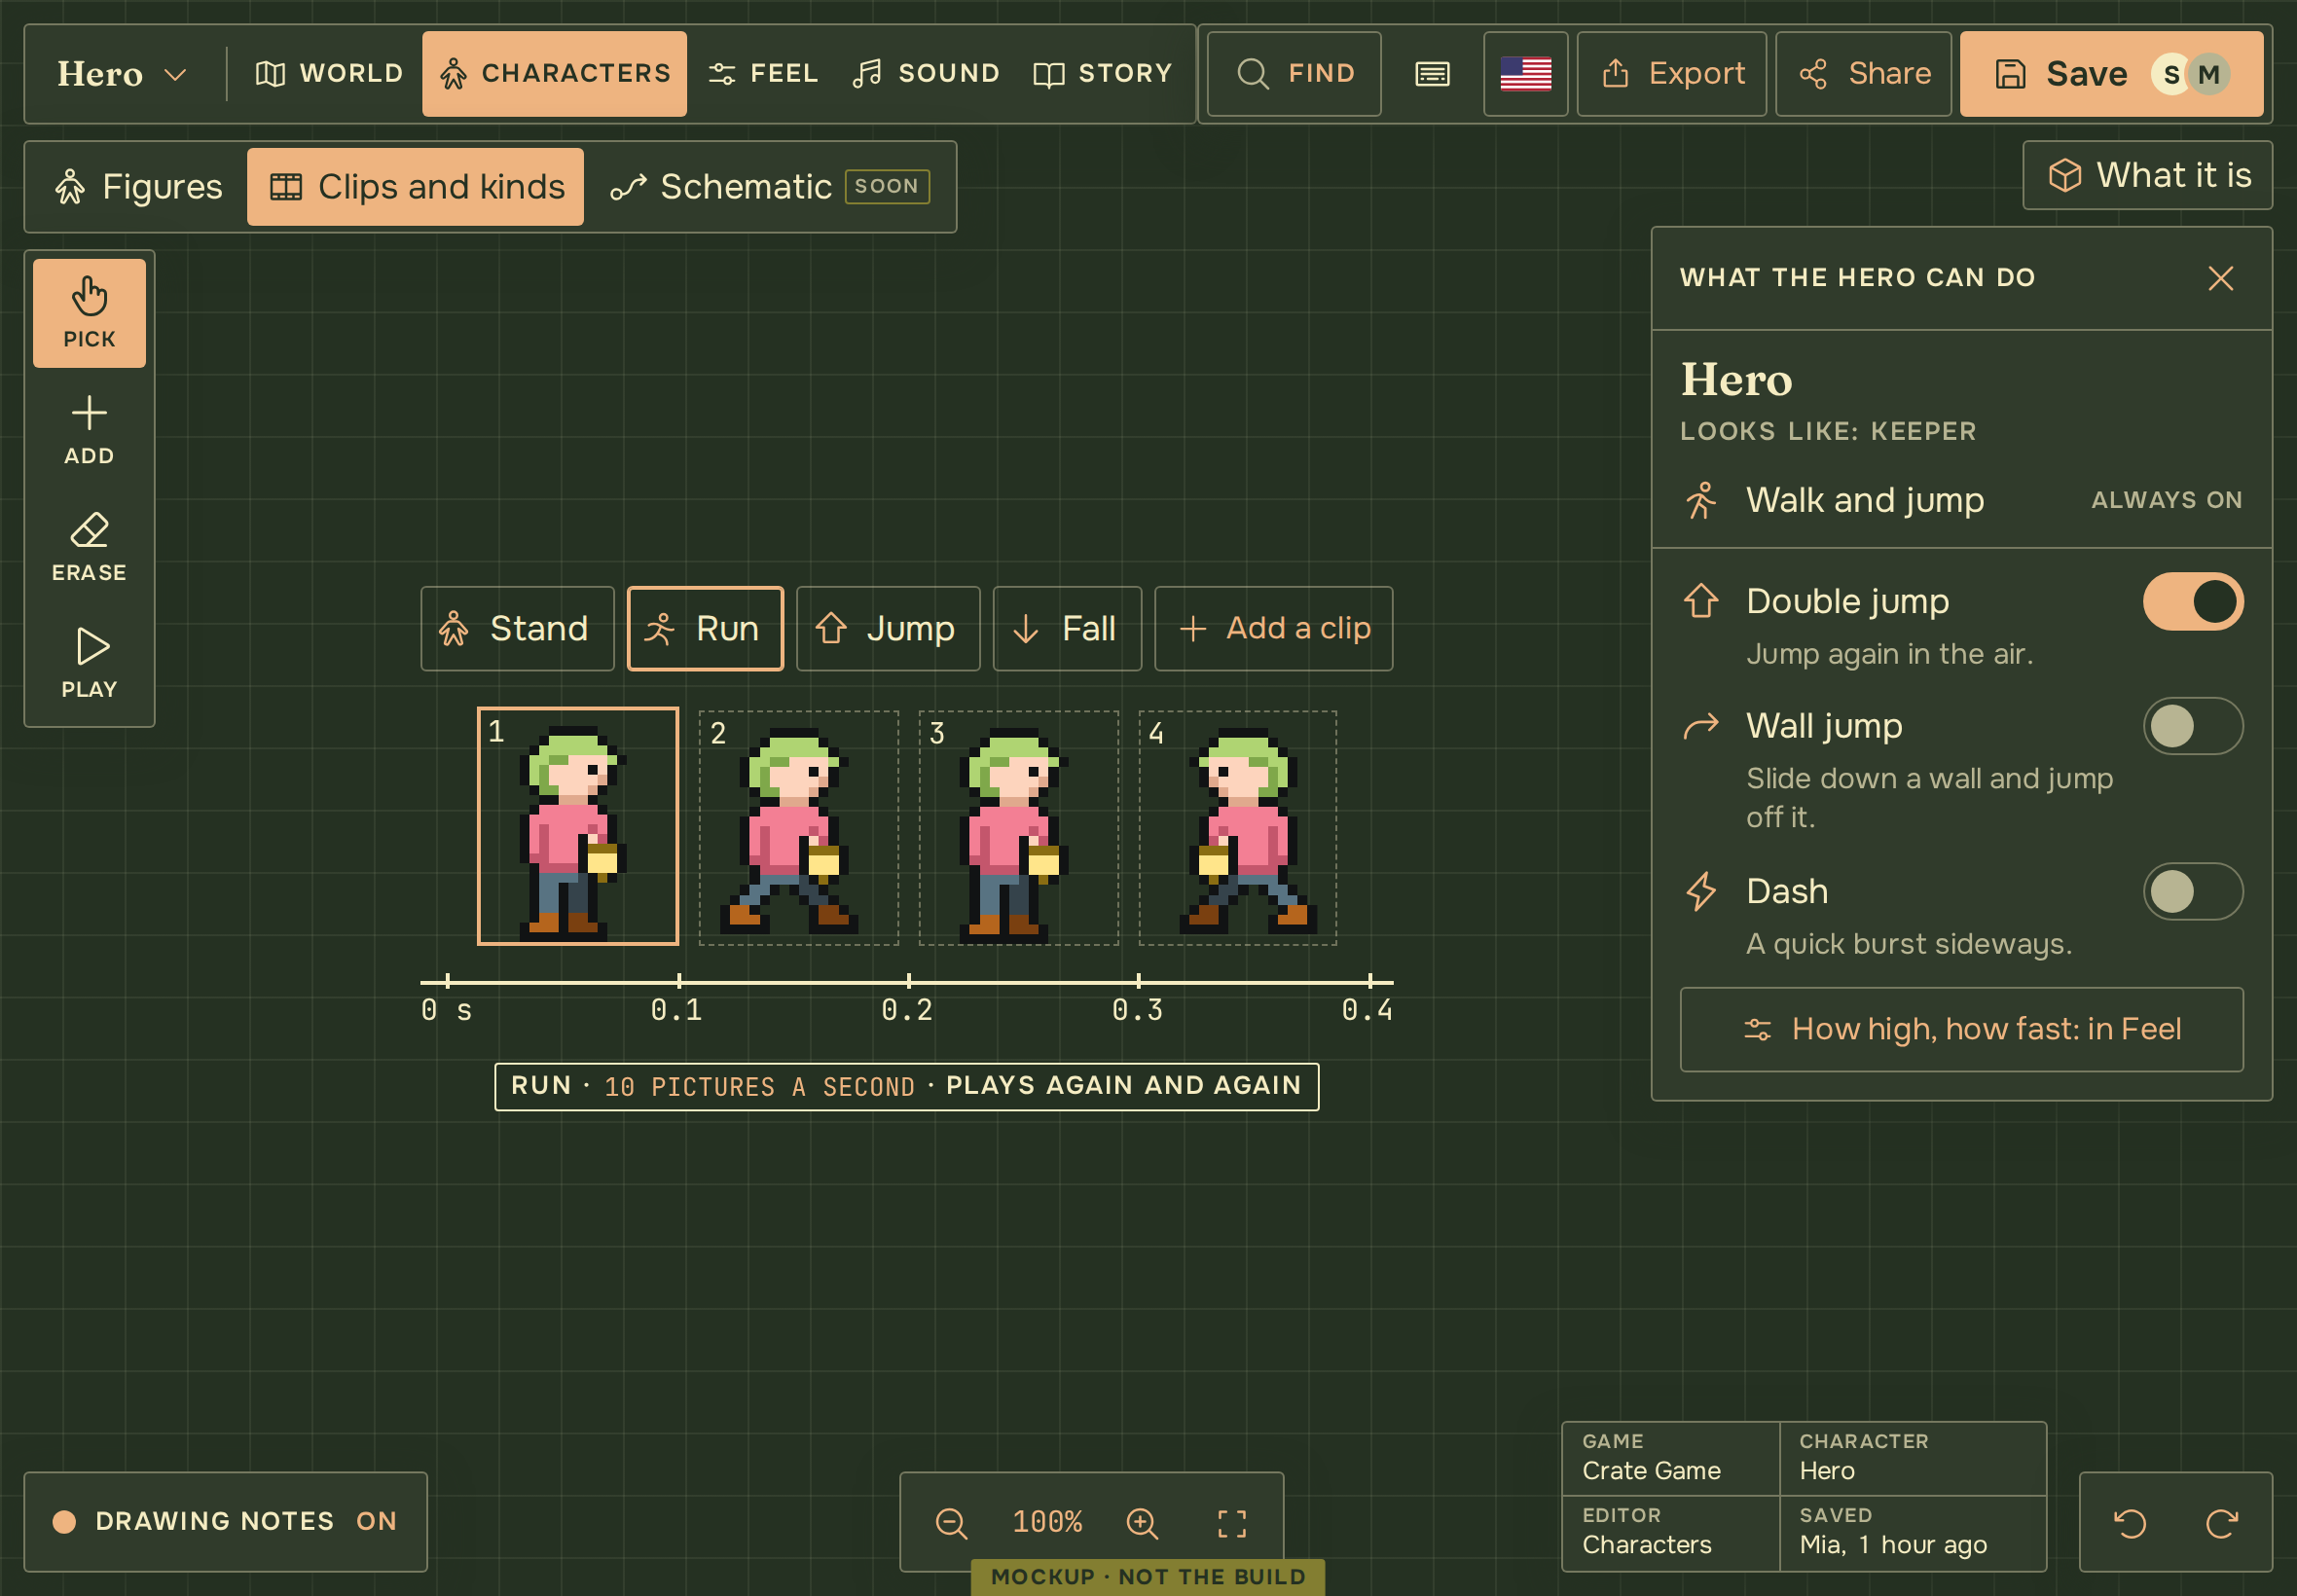 Hero WORLD CHARACTERS FEEL SOUND STORY FIND Export Share Save S M
Figures Clips and kinds Schematic SOON What it is
PICK
ADD
ERASE
PLAY
Stand Run Jump Fall Add a clip
1 2 3 4
0 s 0.1 0.2 0.3 0.4
RUN · 10 PICTURES A SECOND · PLAYS AGAIN AND AGAIN
WHAT THE HERO CAN DO
Hero
LOOKS LIKE: KEEPER
Walk and jump ALWAYS ON
Double jump
Jump again in the air.
Wall jump
Slide down a wall and jump
off it.
Dash
A quick burst sideways.
How high, how fast: in Feel
DRAWING NOTES ON
100%
MOCKUP · NOT THE BUILD
GAME
Crate Game
CHARACTER
Hero
EDITOR
Characters
SAVED
Mia, 1 hour ago